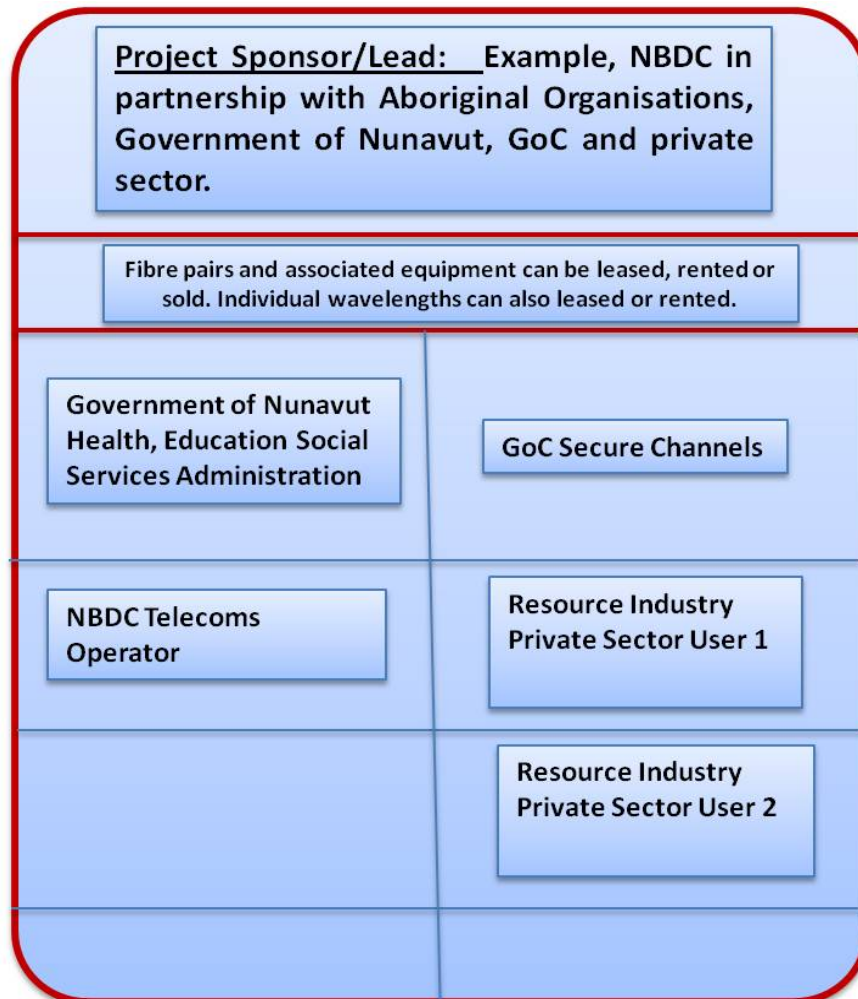 Project Sponsor/Lead: Example, NBDC in
partnership with Aboriginal Organisations,
Government of Nunavut, GoC and private
sector.
Fibre pairs and associated equipment can be leased, rented or
sold. Individual wavelengths can also leased or rented.
Government of Nunavut
Health, Education Social
Services Administration
GoC Secure Channels
NBDC Telecoms
Operator
Resource Industry
Private Sector User 1
Resource Industry
Private Sector User 2